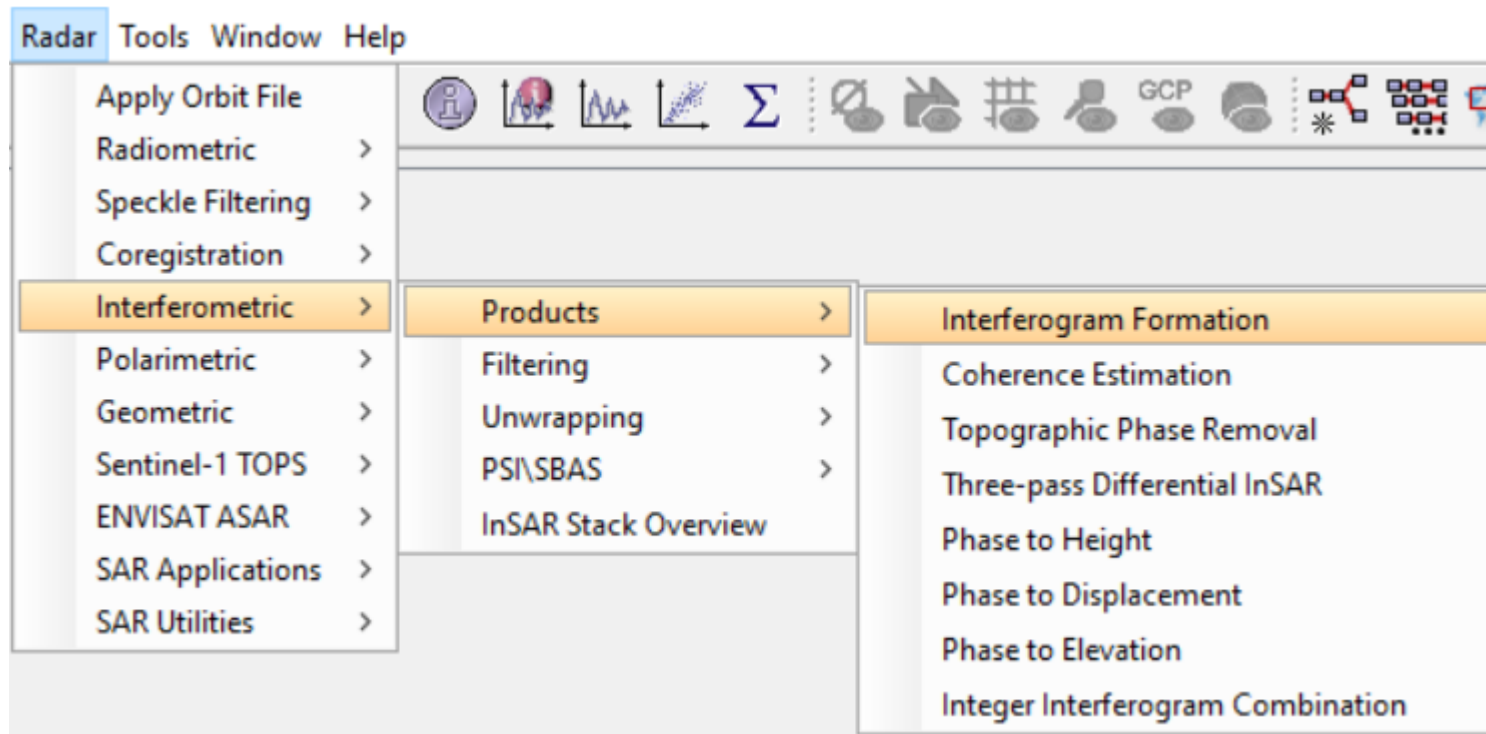 Radar Tools Window Help
Apply Orbit File
GCP
Radiometric >
Speckle Filtering >
Coregistration >
Interferometric >
Polarimetric >
Geometric >
Sentinel-1 TOPS >
ENVISAT ASAR >
SAR Applications >
SAR Utilities >
Products >
Filtering >
Unwrapping >
PSI\SBAS >
InSAR Stack Overview
Interferogram Formation
Coherence Estimation
Topographic Phase Removal
Three-pass Differential InSAR
Phase to Height
Phase to Displacement
Phase to Elevation
Integer Interferogram Combination